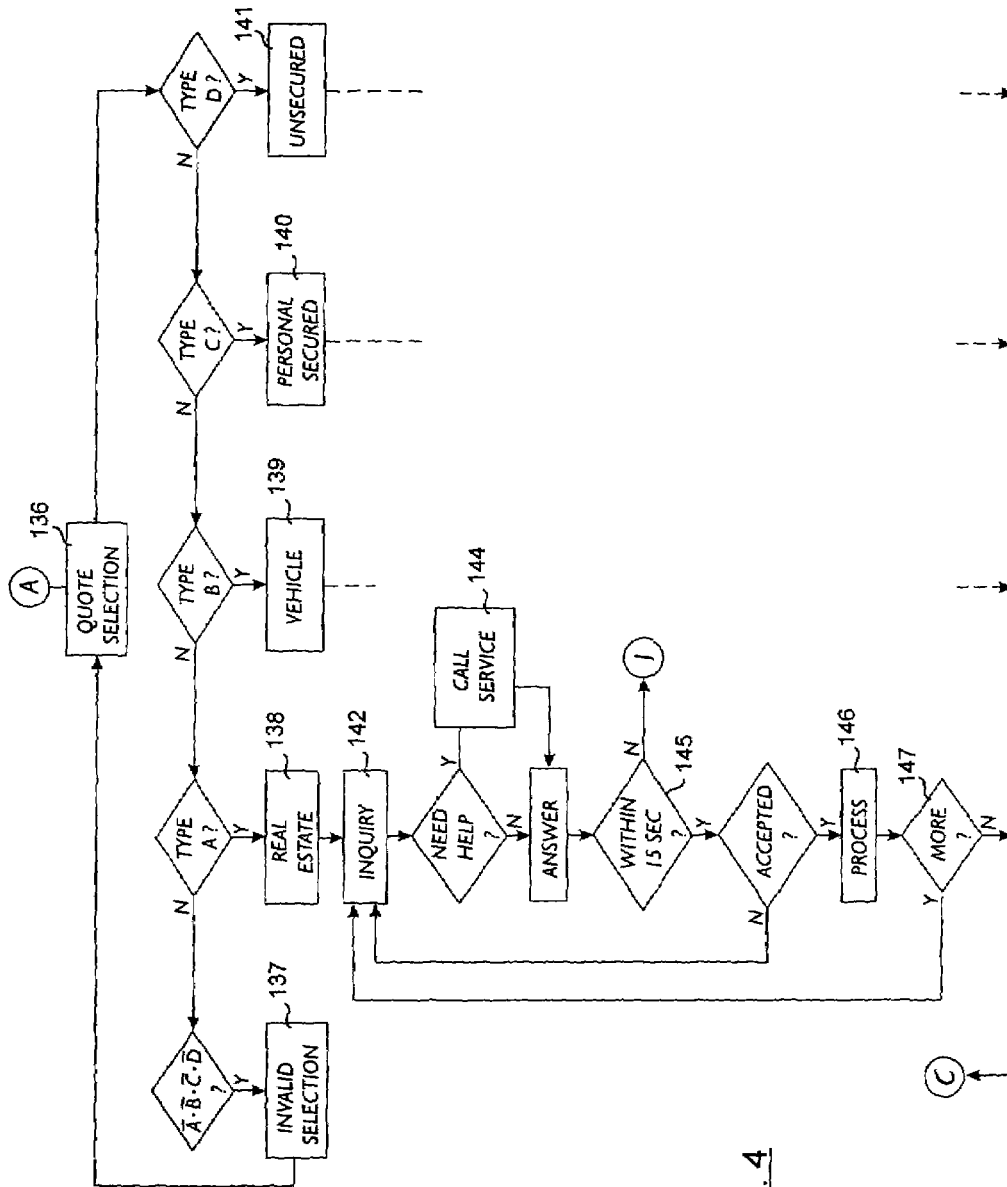 A
136
QUOTE
SELECTION
TYPE
D?
N
Y
141
UNSECURED
TYPE
C?
N
Y
140
PERSONAL
SECURED
TYPE
B?
N
Y
139
VEHICLE
TYPE
A?
N
Y
138
REAL
ESTATE
A̅·B̅·C̅·D̅
?
Y
137
INVALID
SELECTION
142
INQUIRY
NEED
HELP
?
Y
N
144
CALL
SERVICE
ANSWER
WITHIN
15 SEC
?
N
Y
145
ACCEPTED
?
N
Y
146
PROCESS
147
MORE
?
Y
N
C
. 4